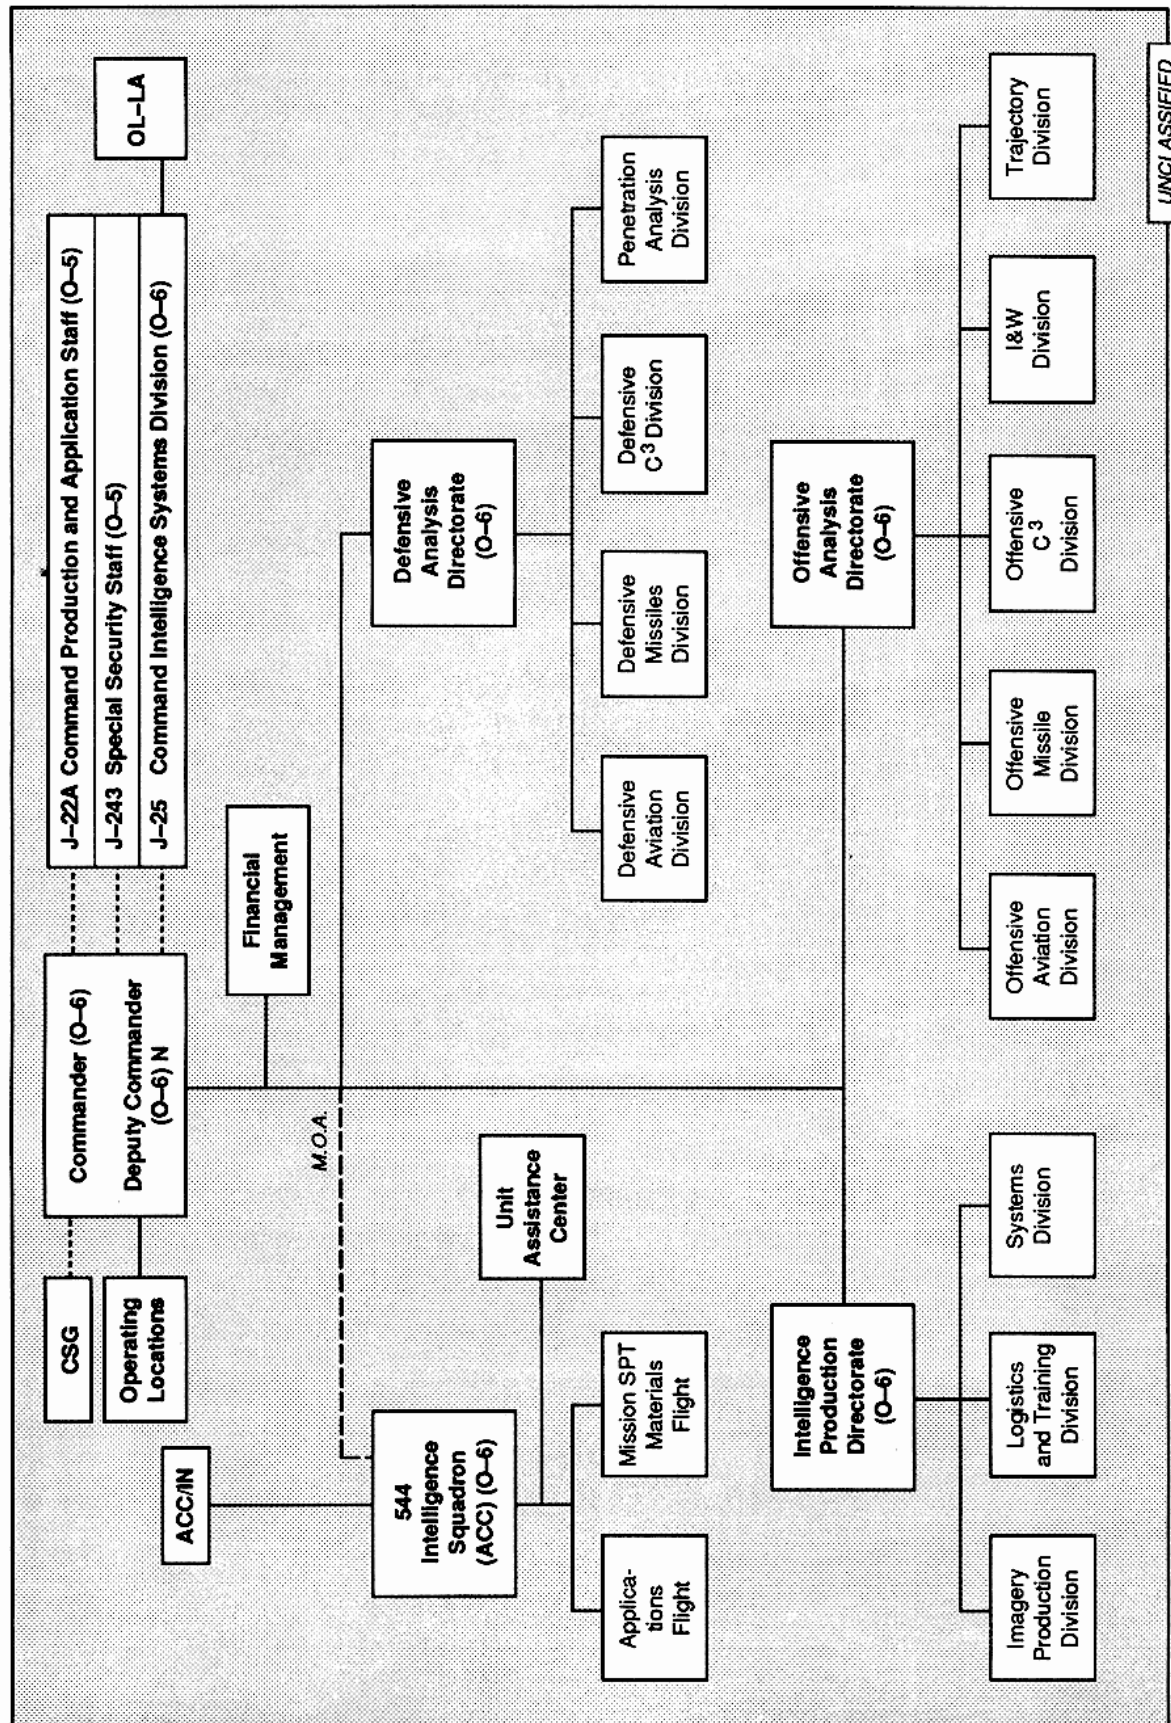 CSG
Operating
Locations
Commander (O–6)
Deputy Commander
(O–6) N
J–22A Command Production and Application Staff (O–5)
J–243 Special Security Staff (O–5)
J–25 Command Intelligence Systems Division (O–6)
OL–LA
ACC/IN
Financial
Management
M.O.A.
544
Intelligence
Squadron
(ACC) (O–6)
Unit
Assistance
Center
Defensive
Analysis
Directorate
(O–6)
Applica-
tions
Flight
Mission SPT
Materials
Flight
Defensive
Aviation
Division
Defensive
Missiles
Division
Defensive
C³ Division
Penetration
Analysis
Division
Intelligence
Production
Directorate
(O–6)
Offensive
Analysis
Directorate
(O–6)
Imagery
Production
Division
Logistics
and Training
Division
Systems
Division
Offensive
Aviation
Division
Offensive
Missile
Division
Offensive
C³
Division
I&W
Division
Trajectory
Division
UNCLASSIFIED